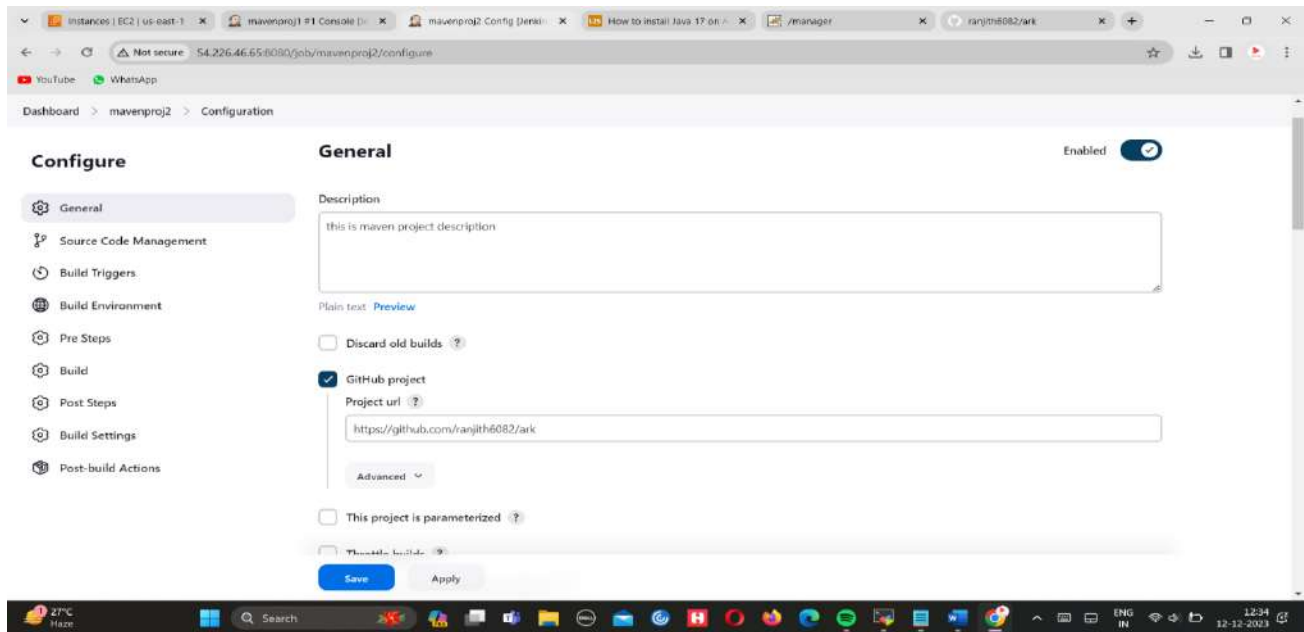 Instances | EC2 | us-east-1
mavenproj1 #1 Console [Je
mavenproj2 Config [Jenkin
How to install Java 17 on
/manager
ranjith6082/ark
Not secure 54.226.46.65:8080/job/mavenproj2/configure
YouTube WhatsApp
Dashboard > mavenproj2 > Configuration
Configure
General
Source Code Management
Build Triggers
Build Environment
Pre Steps
Build
Post Steps
Build Settings
Post-build Actions
General
Enabled
Description
this is maven project description
Plain text Preview
Discard old builds ?
GitHub project
Project url ?
https://github.com/ranjith6082/ark
Advanced
This project is parameterized ?
Throttle builds ?
Save Apply
27°C
Haze
Search
ENG
IN
12:34
12-12-2023